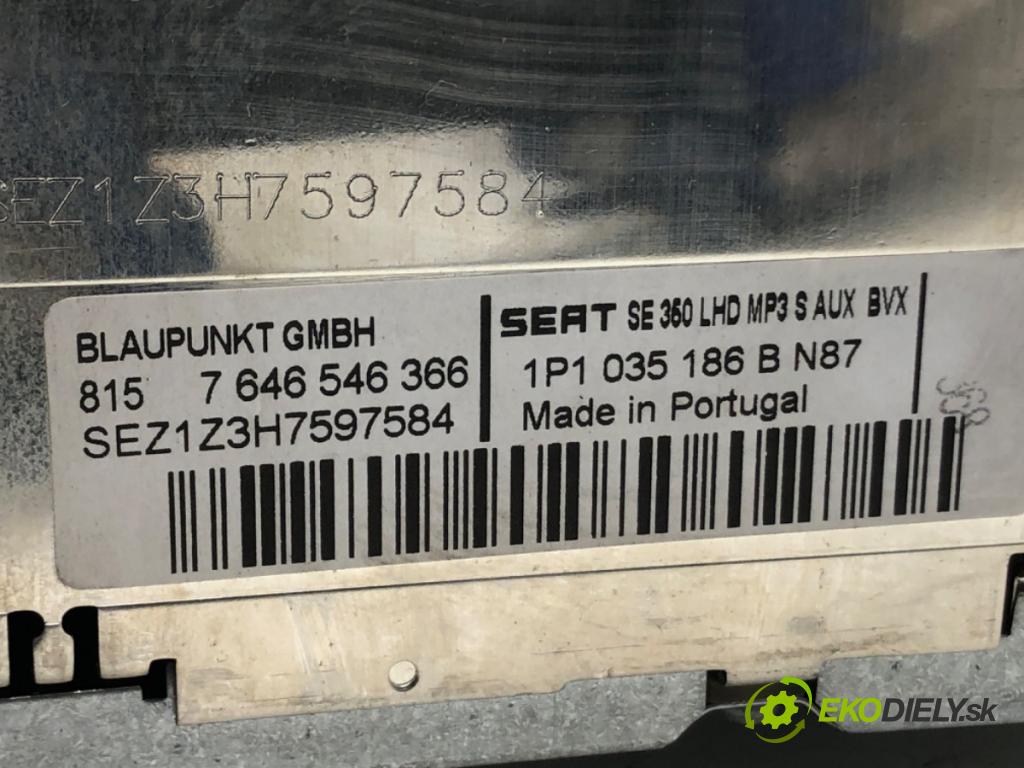 SEZ1Z3H7597584
BLAUPUNKT GMBH
815 7 646 546 366
SEZ1Z3H7597584
SEAT SE 360 LHD MP3 S AUX BVX
1P1 035 186 B N87
Made in Portugal
EKODIELY.sk